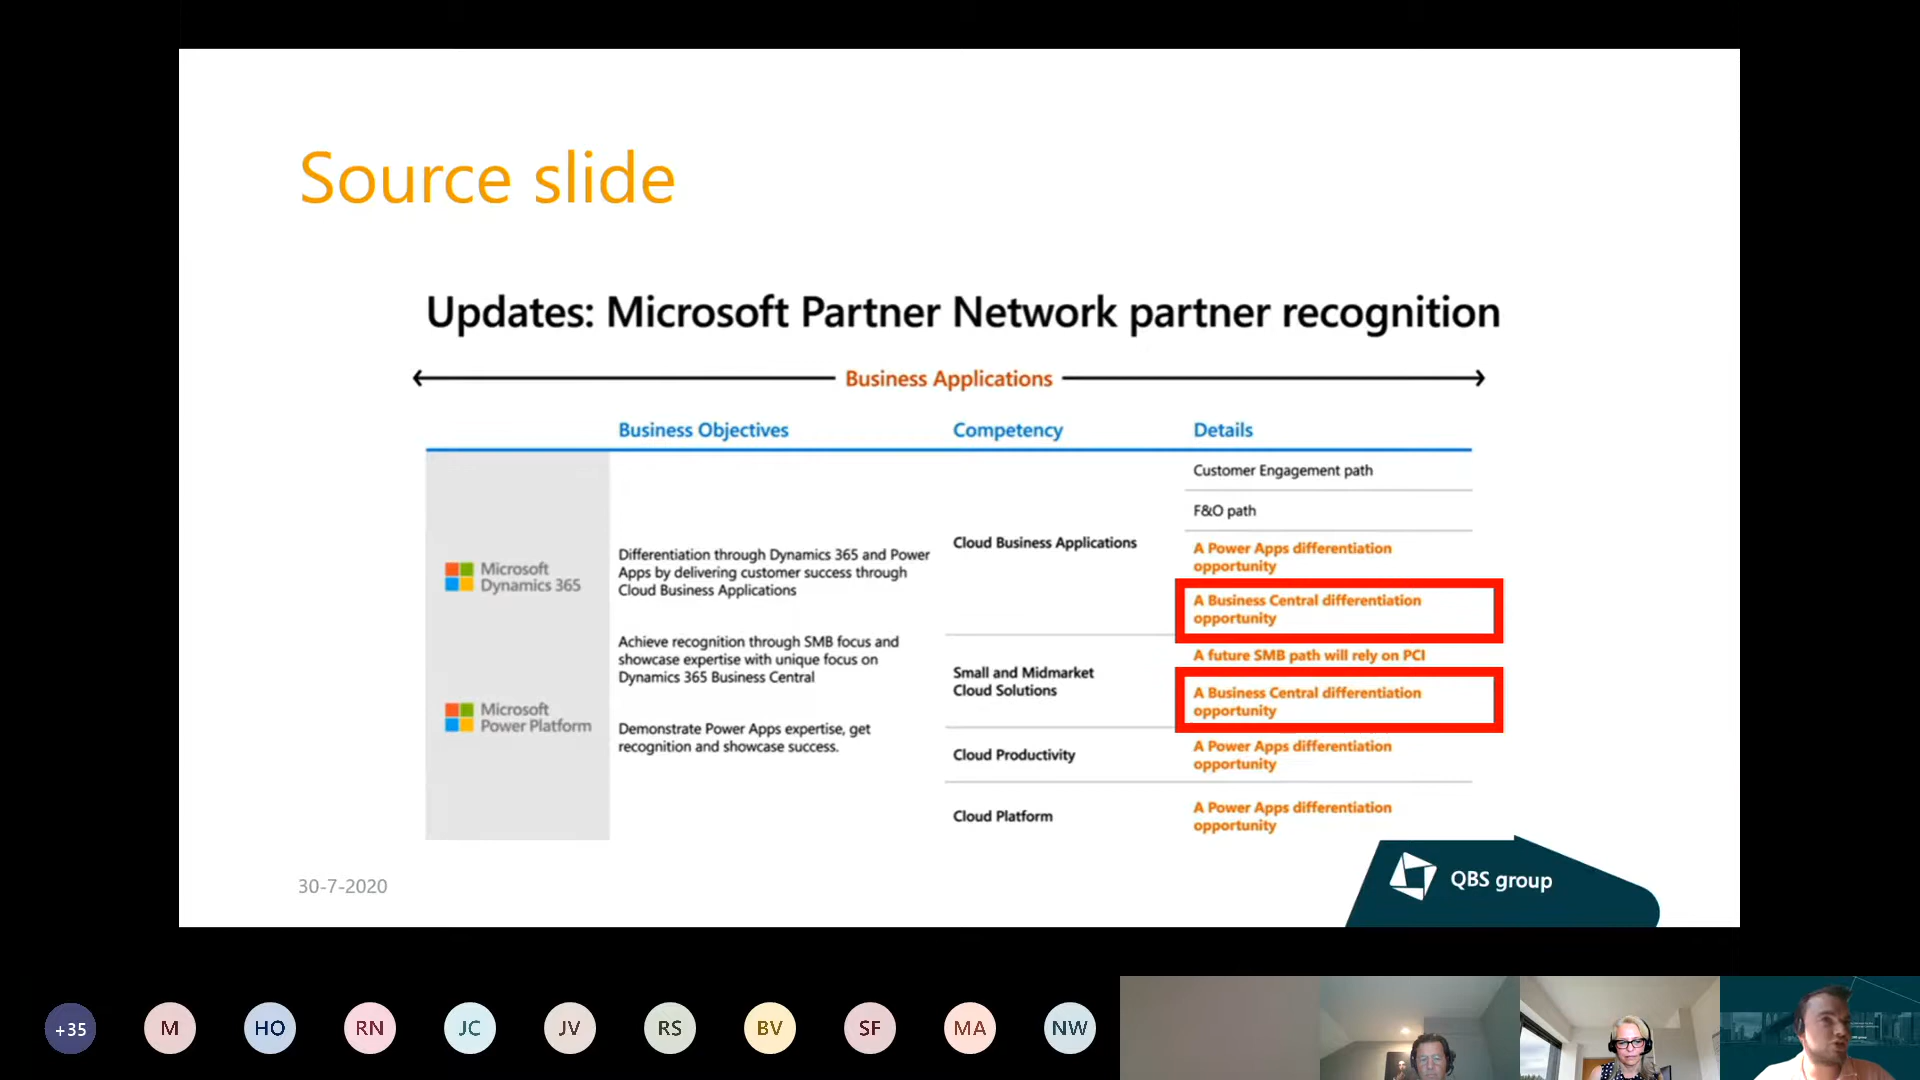 Source slide
Updates: Microsoft Partner Network partner recognition
Business Applications
Business Objectives
Competency
Details
Microsoft
Dynamics 365
Microsoft
Power Platform
Differentiation through Dynamics 365 and Power
Apps by delivering customer success through
Cloud Business Applications
Achieve recognition through SMB focus and
showcase expertise with unique focus on
Dynamics 365 Business Central
Demonstrate Power Apps expertise, get
recognition and showcase success.
Cloud Business Applications
Customer Engagement path
F&O path
A Power Apps differentiation
opportunity
A Business Central differentiation
opportunity
Small and Midmarket
Cloud Solutions
A future SMB path will rely on PCI
A Business Central differentiation
opportunity
Cloud Productivity
A Power Apps differentiation
opportunity
Cloud Platform
A Power Apps differentiation
opportunity
30-7-2020
QBS group
+35
M
HO
RN
JC
JV
RS
BV
SF
MA
NW